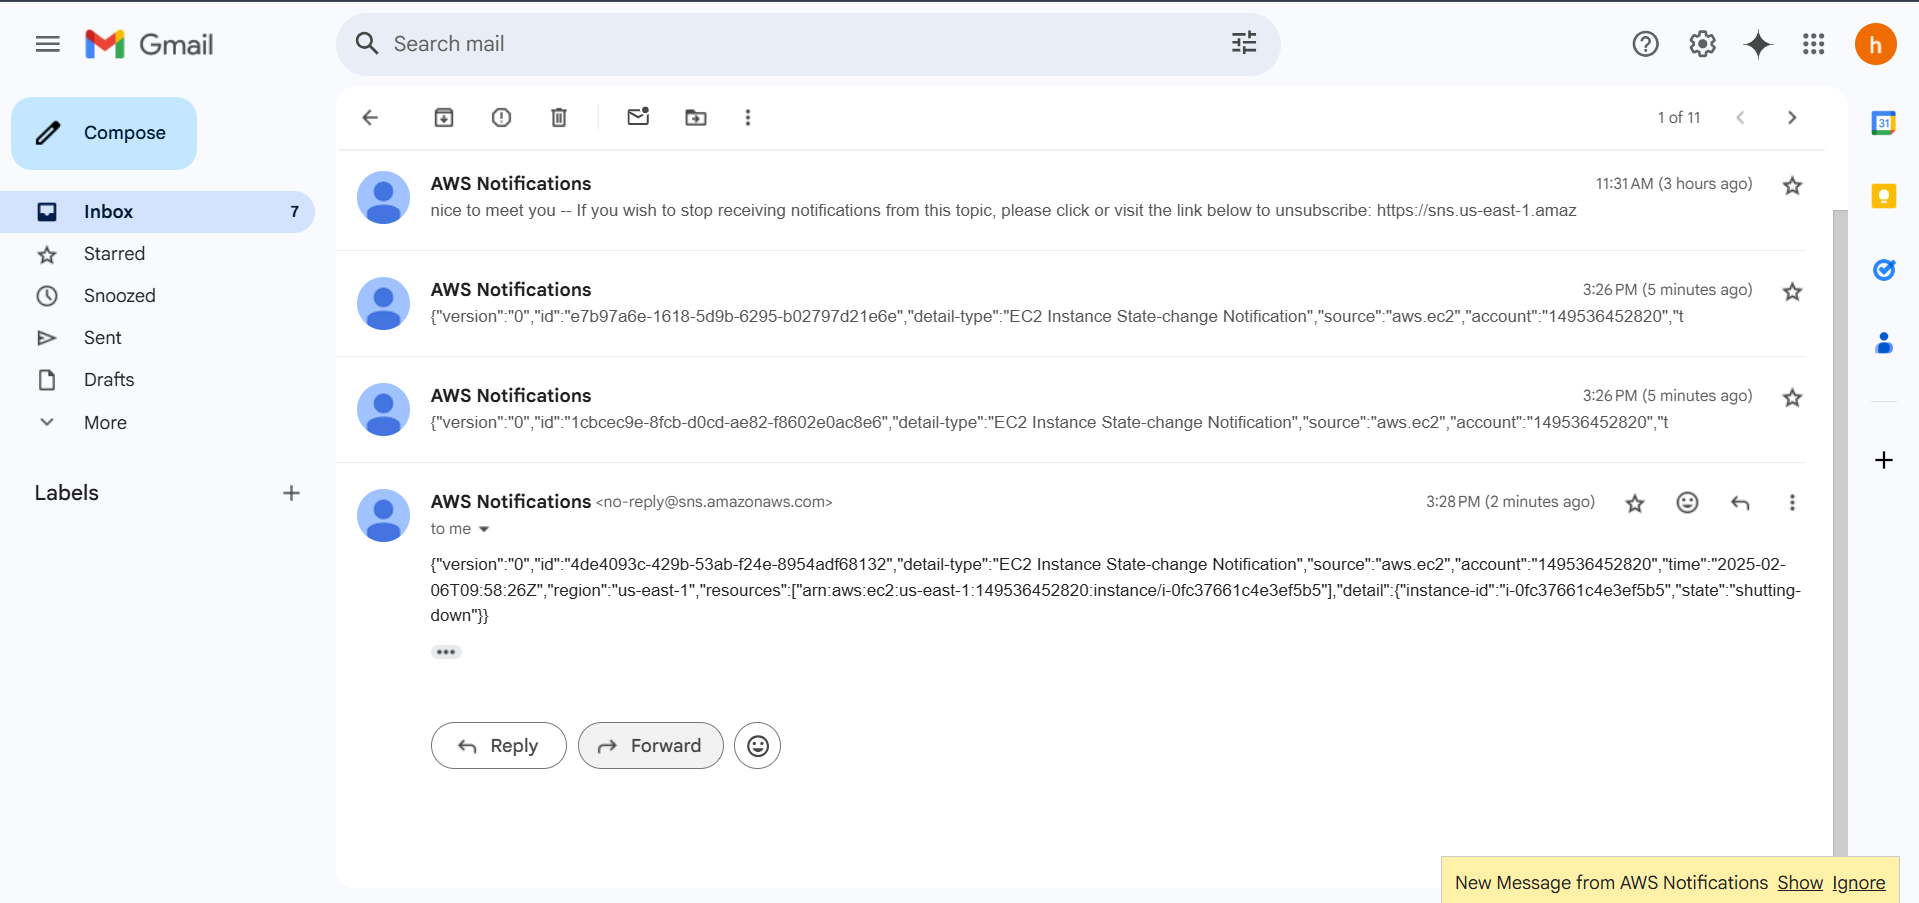 Gmail
Search mail
h
Compose
1 of 11
31
Inbox 7
Starred
Snoozed
Sent
Drafts
More
Labels
AWS Notifications 11:31 AM (3 hours ago)
nice to meet you -- If you wish to stop receiving notifications from this topic, please click or visit the link below to unsubscribe: https://sns.us-east-1.amaz
AWS Notifications 3:26 PM (5 minutes ago)
{"version":"0","id":"e7b97a6e-1618-5d9b-6295-b02797d21e6e","detail-type":"EC2 Instance State-change Notification","source":"aws.ec2","account":"149536452820","t
AWS Notifications 3:26 PM (5 minutes ago)
{"version":"0","id":"1cbcec9e-8fcb-d0cd-ae82-f8602e0ac8e6","detail-type":"EC2 Instance State-change Notification","source":"aws.ec2","account":"149536452820","t
AWS Notifications <no-reply@sns.amazonaws.com> 3:28 PM (2 minutes ago)
to me
{"version":"0","id":"4de4093c-429b-53ab-f24e-8954adf68132","detail-type":"EC2 Instance State-change Notification","source":"aws.ec2","account":"149536452820","time":"2025-02-
06T09:58:26Z","region":"us-east-1","resources":["arn:aws:ec2:us-east-1:149536452820:instance/i-0fc37661c4e3ef5b5"],"detail":{"instance-id":"i-0fc37661c4e3ef5b5","state":"shutting-
down"}}
Reply
Forward
New Message from AWS Notifications Show Ignore